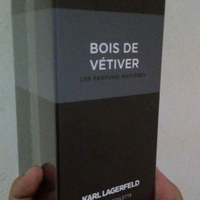 BOIS DE
VÉTIVER
LES PARFUMS MATIÈRES
KARL LAGERFELD